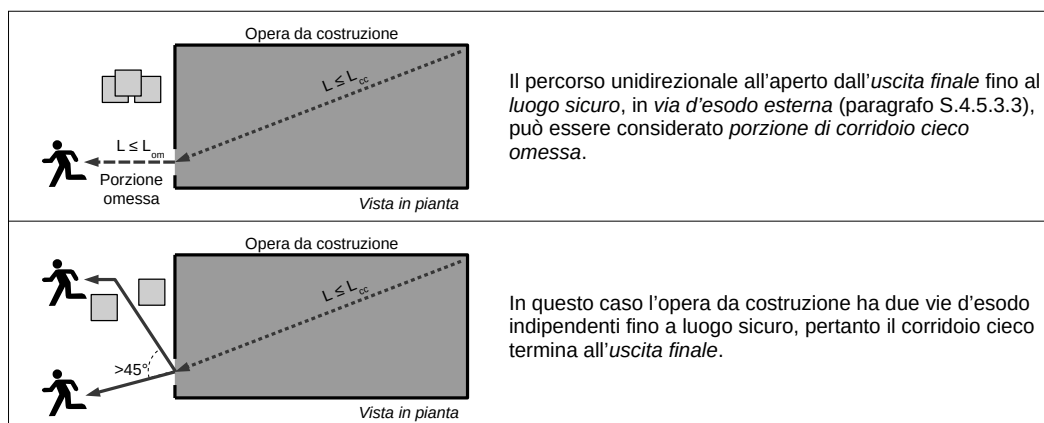 Opera da costruzione
L ≤ Lcc
L ≤ Lom
Porzione
omessa
Vista in pianta
Il percorso unidirezionale all’aperto dall’uscita finale fino al
luogo sicuro, in via d’esodo esterna (paragrafo S.4.5.3.3),
può essere considerato porzione di corridoio cieco
omessa.
Opera da costruzione
L ≤ Lcc
>45°
Vista in pianta
In questo caso l’opera da costruzione ha due vie d’esodo
indipendenti fino a luogo sicuro, pertanto il corridoio cieco
termina all’uscita finale.